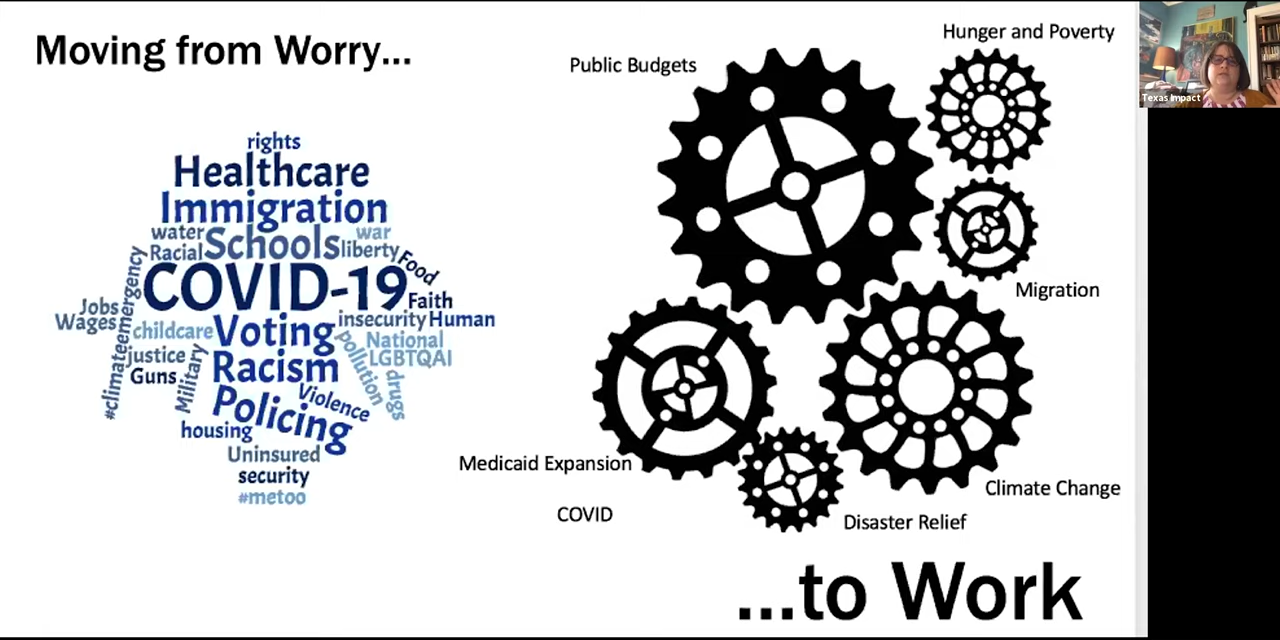 Moving from Worry...
rights
Healthcare
Immigration
water
Schools
war
Racial
liberty
Food
COVID-19
#climateemergency
Jobs
Wages
Faith
childcare
Voting
insecurity
Human
justice
Racism
pollution
National
LGBTQAI
Guns
Military
Policing
Violence
drugs
housing
Uninsured
security
#metoo
Public Budgets
Hunger and Poverty
Migration
Medicaid Expansion
Climate Change
COVID
Disaster Relief
...to Work
Texas Impact